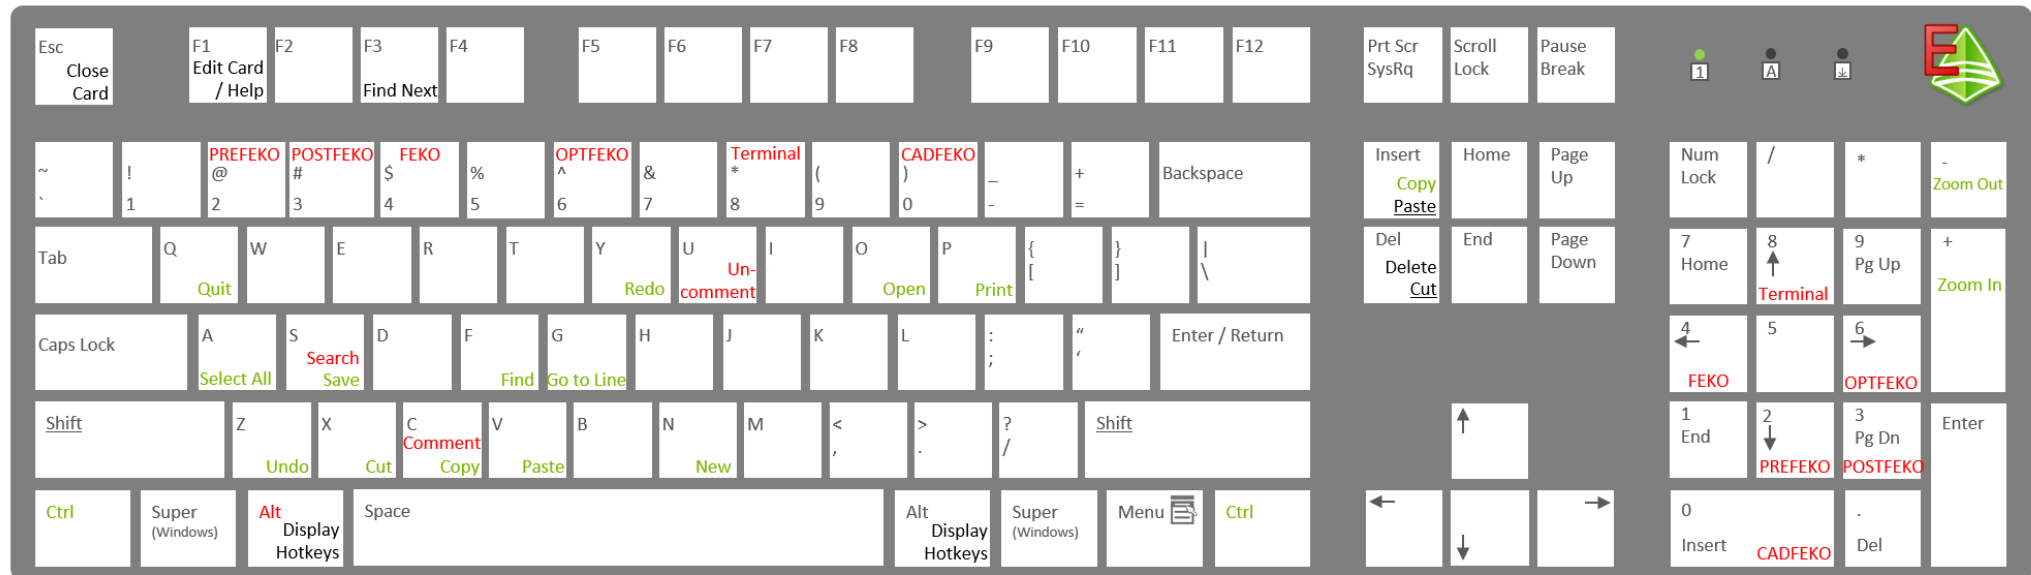 Esc
Close
Card
F1
Edit Card
/ Help
F2
F3
Find Next
F4
F5
F6
F7
F8
F9
F10
F11
F12
Prt Scr
SysRq
Scroll
Lock
Pause
Break
1
A
E
~
`
!
1
PREFEKO
@
2
POSTFEKO
#
3
FEKO
$
4
%
5
OPTFEKO
^
6
&
7
Terminal
*
8
(
9
CADFEKO
)
0
_
-
+
=
Backspace
Insert
Copy
Paste
Home
Page
Up
Num
Lock
/
*
-
Zoom Out
Tab
Q
Quit
W
E
R
T
Y
Redo
U
Un-
comment
I
O
Open
P
Print
{
[
}
]
|
\
Del
Delete
Cut
End
Page
Down
7
Home
8
↑
Terminal
9
Pg Up
+
Zoom In
Caps Lock
A
Select All
S
Search
Save
D
F
Find
G
Go to Line
H
J
K
L
:
;
“
‘
Enter / Return
4
←
FEKO
5
6
→
OPTFEKO
Shift
Z
Undo
X
Cut
C
Comment
Copy
V
Paste
B
N
New
M
<
,
>
.
?
/
Shift
↑
1
End
2
↓
PREFEKO
3
Pg Dn
POSTFEKO
Enter
Ctrl
Super
(Windows)
Alt
Display
Hotkeys
Space
Alt
Display
Hotkeys
Super
(Windows)
Menu
Ctrl
←
↓
→
0
Insert
CADFEKO
.
Del